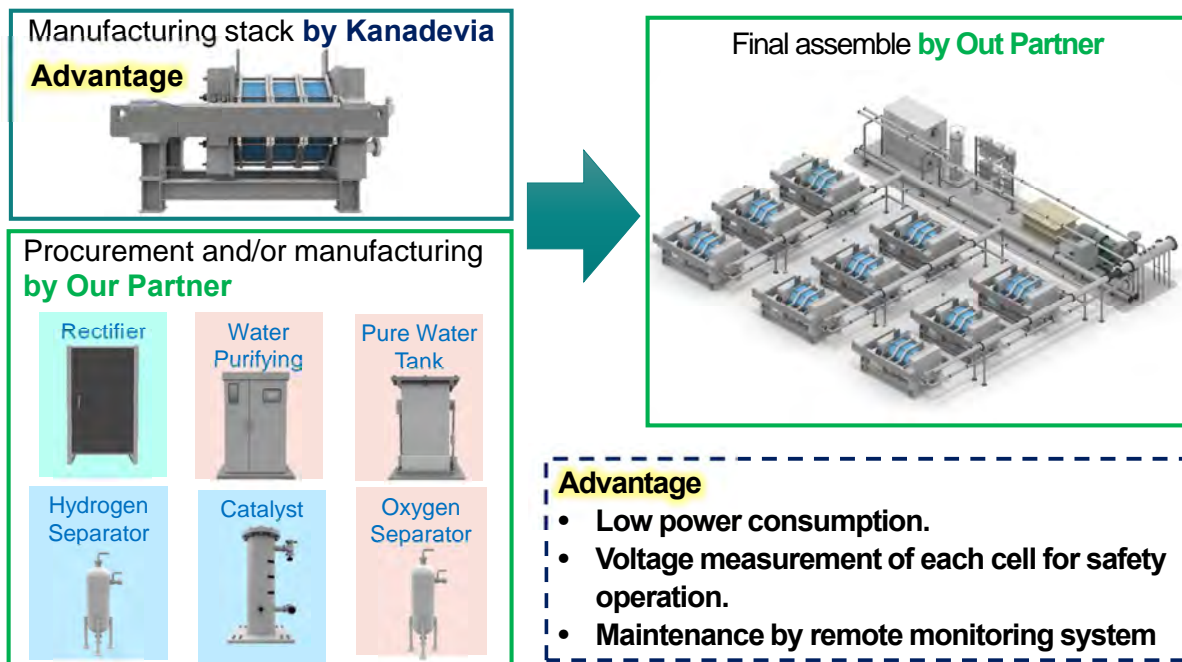 Manufacturing stack by Kanadevia
Advantage
Procurement and/or manufacturing
by Our Partner
Rectifier
Water
Purifying
Pure Water
Tank
Hydrogen
Separator
Catalyst
Oxygen
Separator
Final assemble by Out Partner
Advantage
• Low power consumption.
• Voltage measurement of each cell for safety
operation.
• Maintenance by remote monitoring system